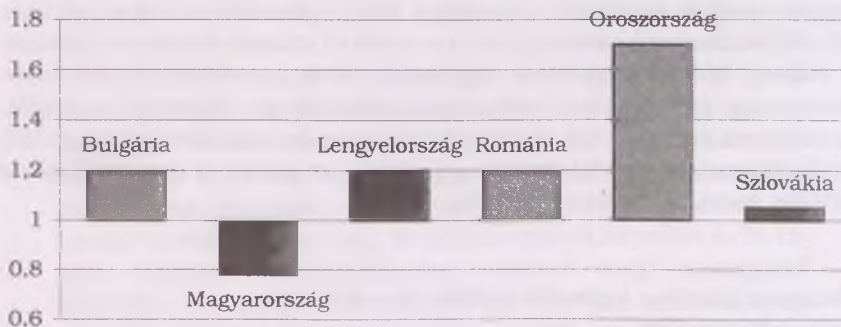 1.8
Oroszország
1.6
1.4
Bulgária
Lengyelország
Románia
1.2
Szlovákia
1
0.8
Magyarország
0.6